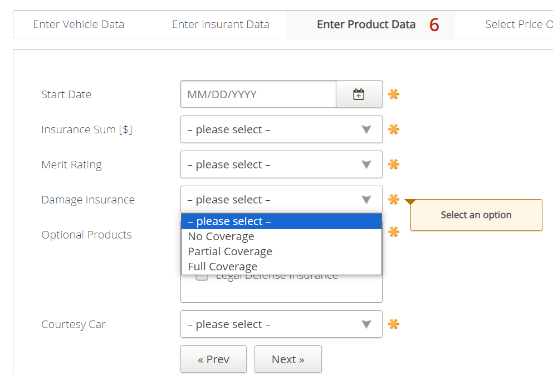 Enter Vehicle Data Enter Insurant Data Enter Product Data 6 Select Price O
Start Date MM/DD/YYYY
Insurance Sum [$] – please select –
Merit Rating – please select –
Damage Insurance – please select –
Select an option
– please select –
Optional Products
No Coverage
Partial Coverage
Full Coverage
Legal Defense Insurance
Courtesy Car – please select –
« Prev Next »